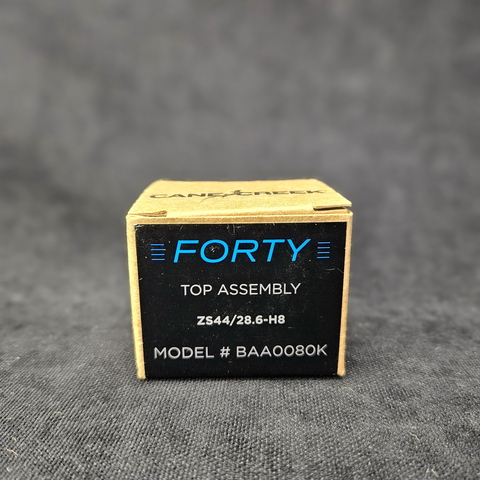 CANE CREEK
FORTY
TOP ASSEMBLY
ZS44/28.6-H8
MODEL # BAA0080K